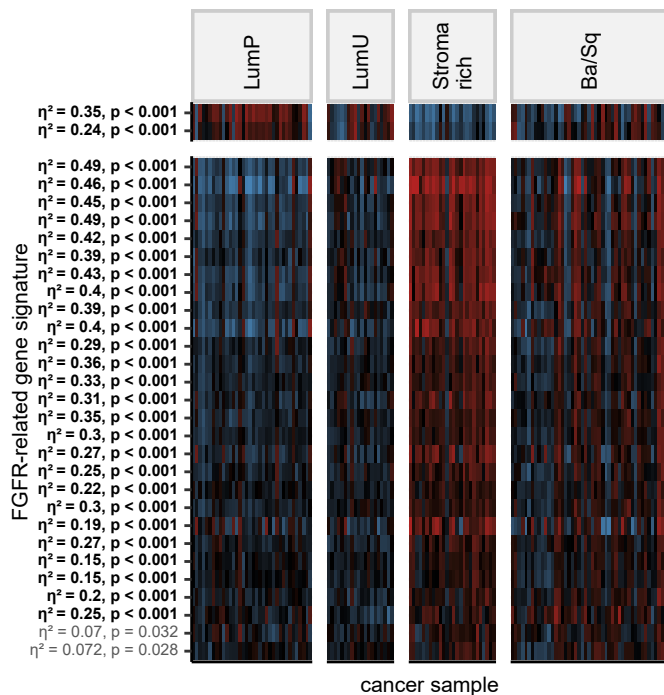 LumP
LumU
Stroma
rich
Ba/Sq
η² = 0.35, p < 0.001
η² = 0.24, p < 0.001
η² = 0.49, p < 0.001
η² = 0.46, p < 0.001
η² = 0.45, p < 0.001
η² = 0.49, p < 0.001
η² = 0.42, p < 0.001
η² = 0.39, p < 0.001
η² = 0.43, p < 0.001
η² = 0.4, p < 0.001
η² = 0.39, p < 0.001
η² = 0.4, p < 0.001
η² = 0.29, p < 0.001
η² = 0.36, p < 0.001
η² = 0.33, p < 0.001
η² = 0.31, p < 0.001
η² = 0.35, p < 0.001
η² = 0.3, p < 0.001
η² = 0.27, p < 0.001
η² = 0.25, p < 0.001
η² = 0.22, p < 0.001
η² = 0.3, p < 0.001
η² = 0.19, p < 0.001
η² = 0.27, p < 0.001
η² = 0.15, p < 0.001
η² = 0.15, p < 0.001
η² = 0.2, p < 0.001
η² = 0.25, p < 0.001
η² = 0.07, p = 0.032
η² = 0.072, p = 0.028
FGFR-related gene signature
cancer sample